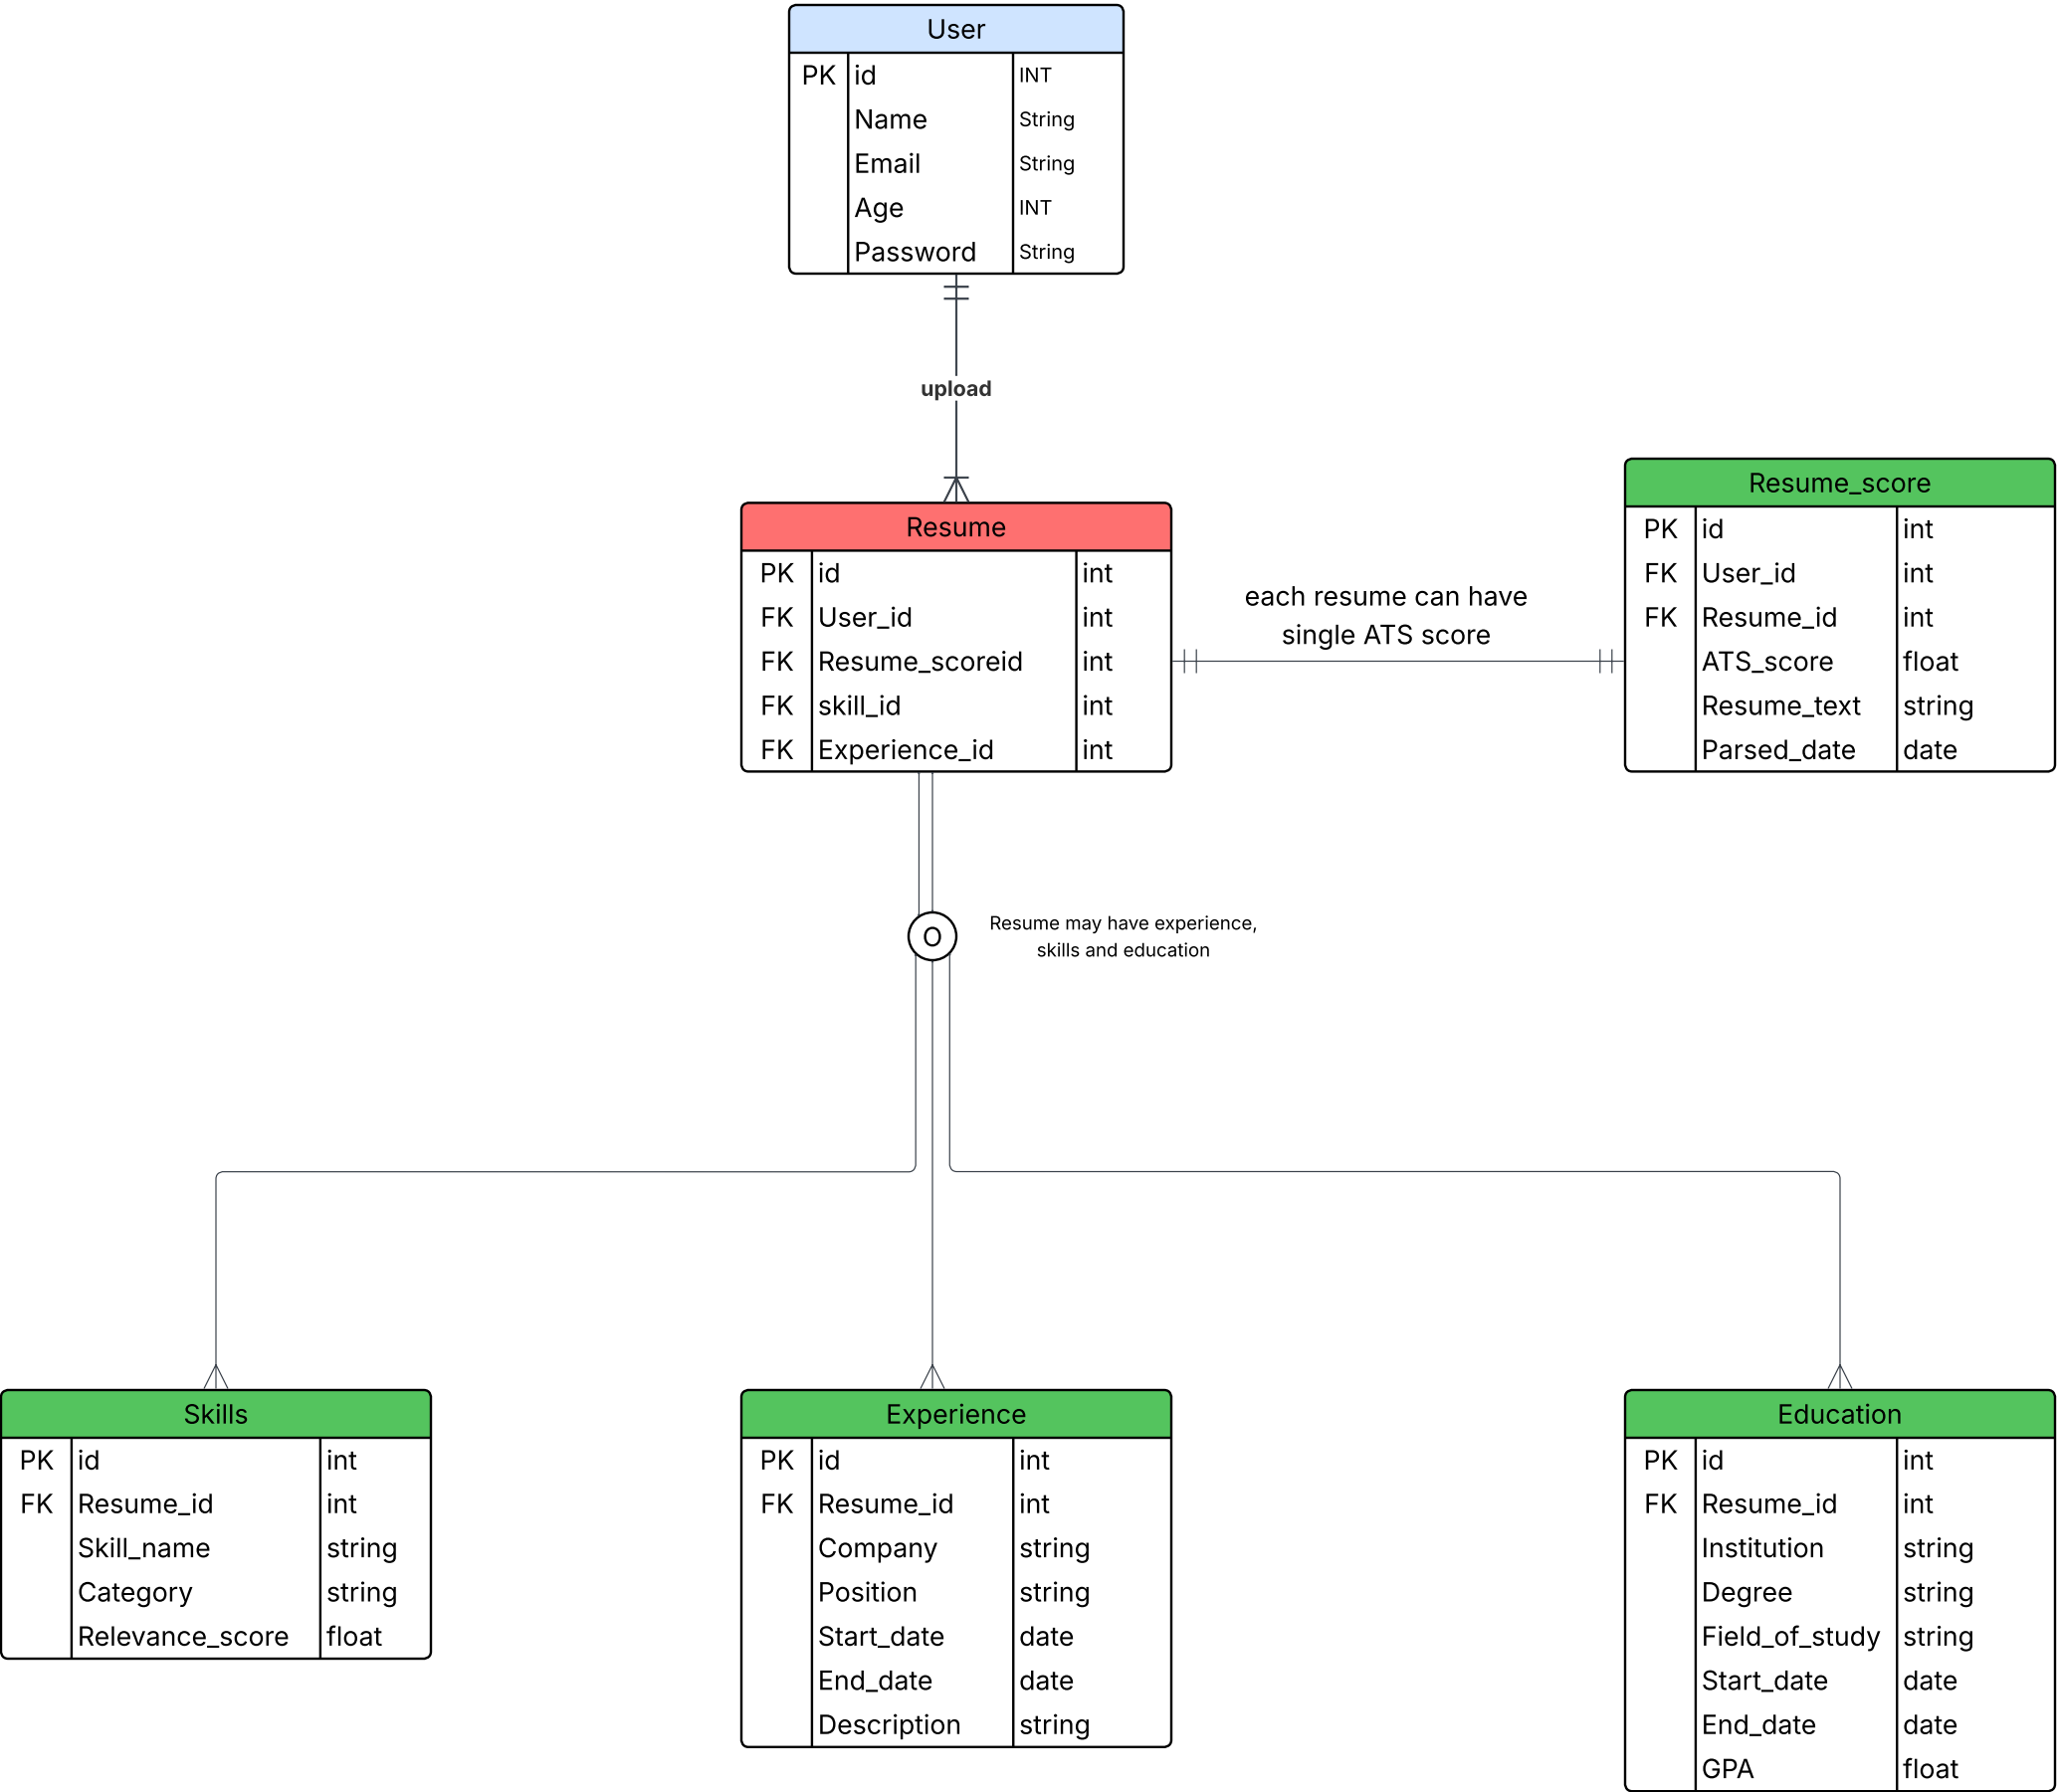 User
PK id INT
Name String
Email String
Age INT
Password String
upload
Resume
PK id int
FK User_id int
FK Resume_scoreid int
FK skill_id int
FK Experience_id int
each resume can have
single ATS score
Resume_score
PK id int
FK User_id int
FK Resume_id int
ATS_score float
Resume_text string
Parsed_date date
O
Resume may have experience,
skills and education
Skills
PK id int
FK Resume_id int
Skill_name string
Category string
Relevance_score float
Experience
PK id int
FK Resume_id int
Company string
Position string
Start_date date
End_date date
Description string
Education
PK id int
FK Resume_id int
Institution string
Degree string
Field_of_study string
Start_date date
End_date date
GPA float